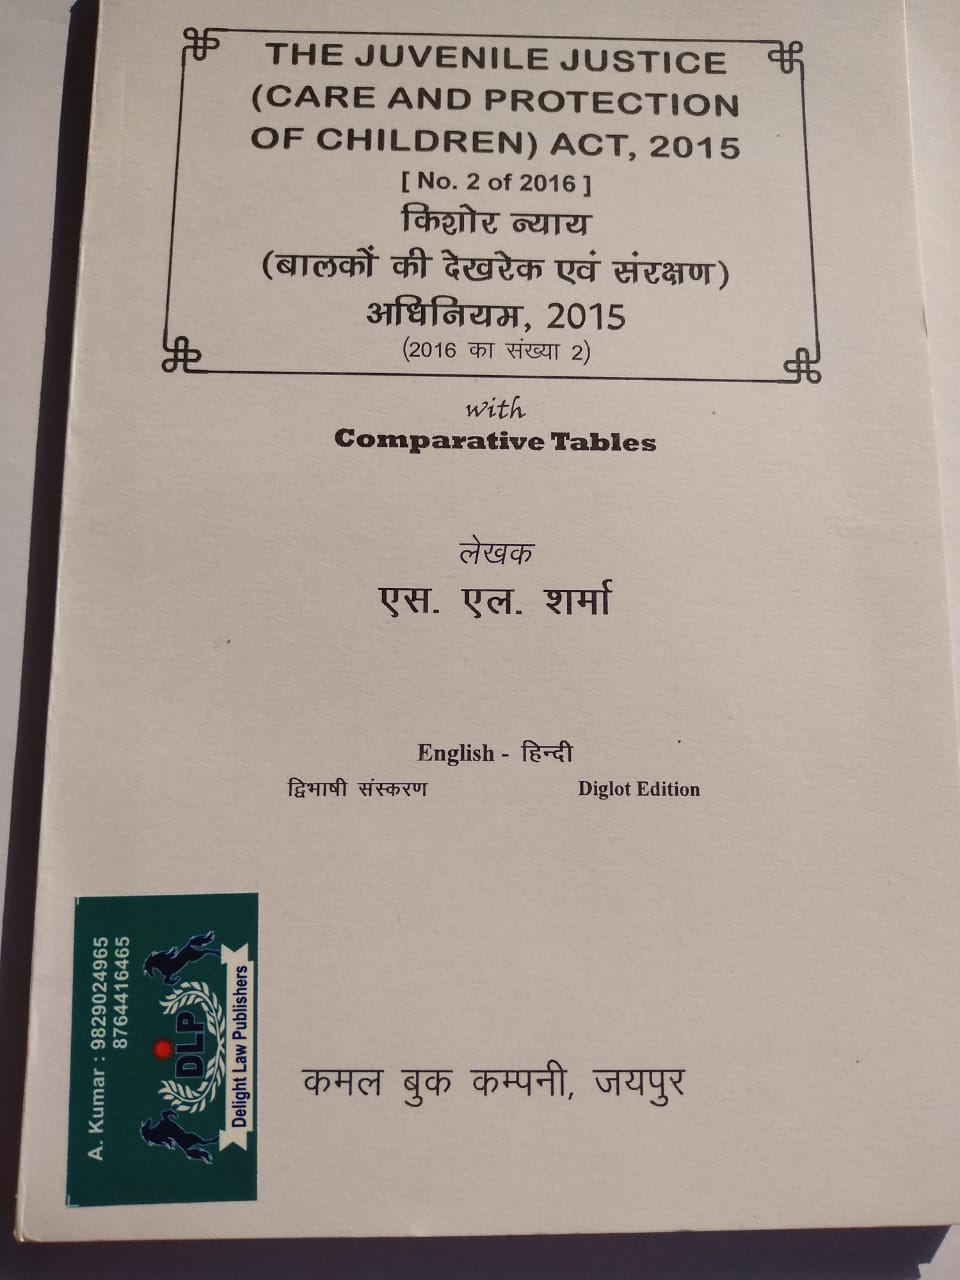 THE JUVENILE JUSTICE
(CARE AND PROTECTION
OF CHILDREN) ACT, 2015
[ No. 2 of 2016 ]
किशोर न्याय
(बालकों की देखरेक एवं संरक्षण)
अधिनियम, 2015
(2016 का संख्या 2)
with
Comparative Tables
लेखक
एस. एल. शर्मा
English - हिन्दी
द्विभाषी संस्करण Diglot Edition
A. Kumar : 9829024965
8764416465
DLP
Delight Law Publishers
कमल बुक कम्पनी, जयपुर